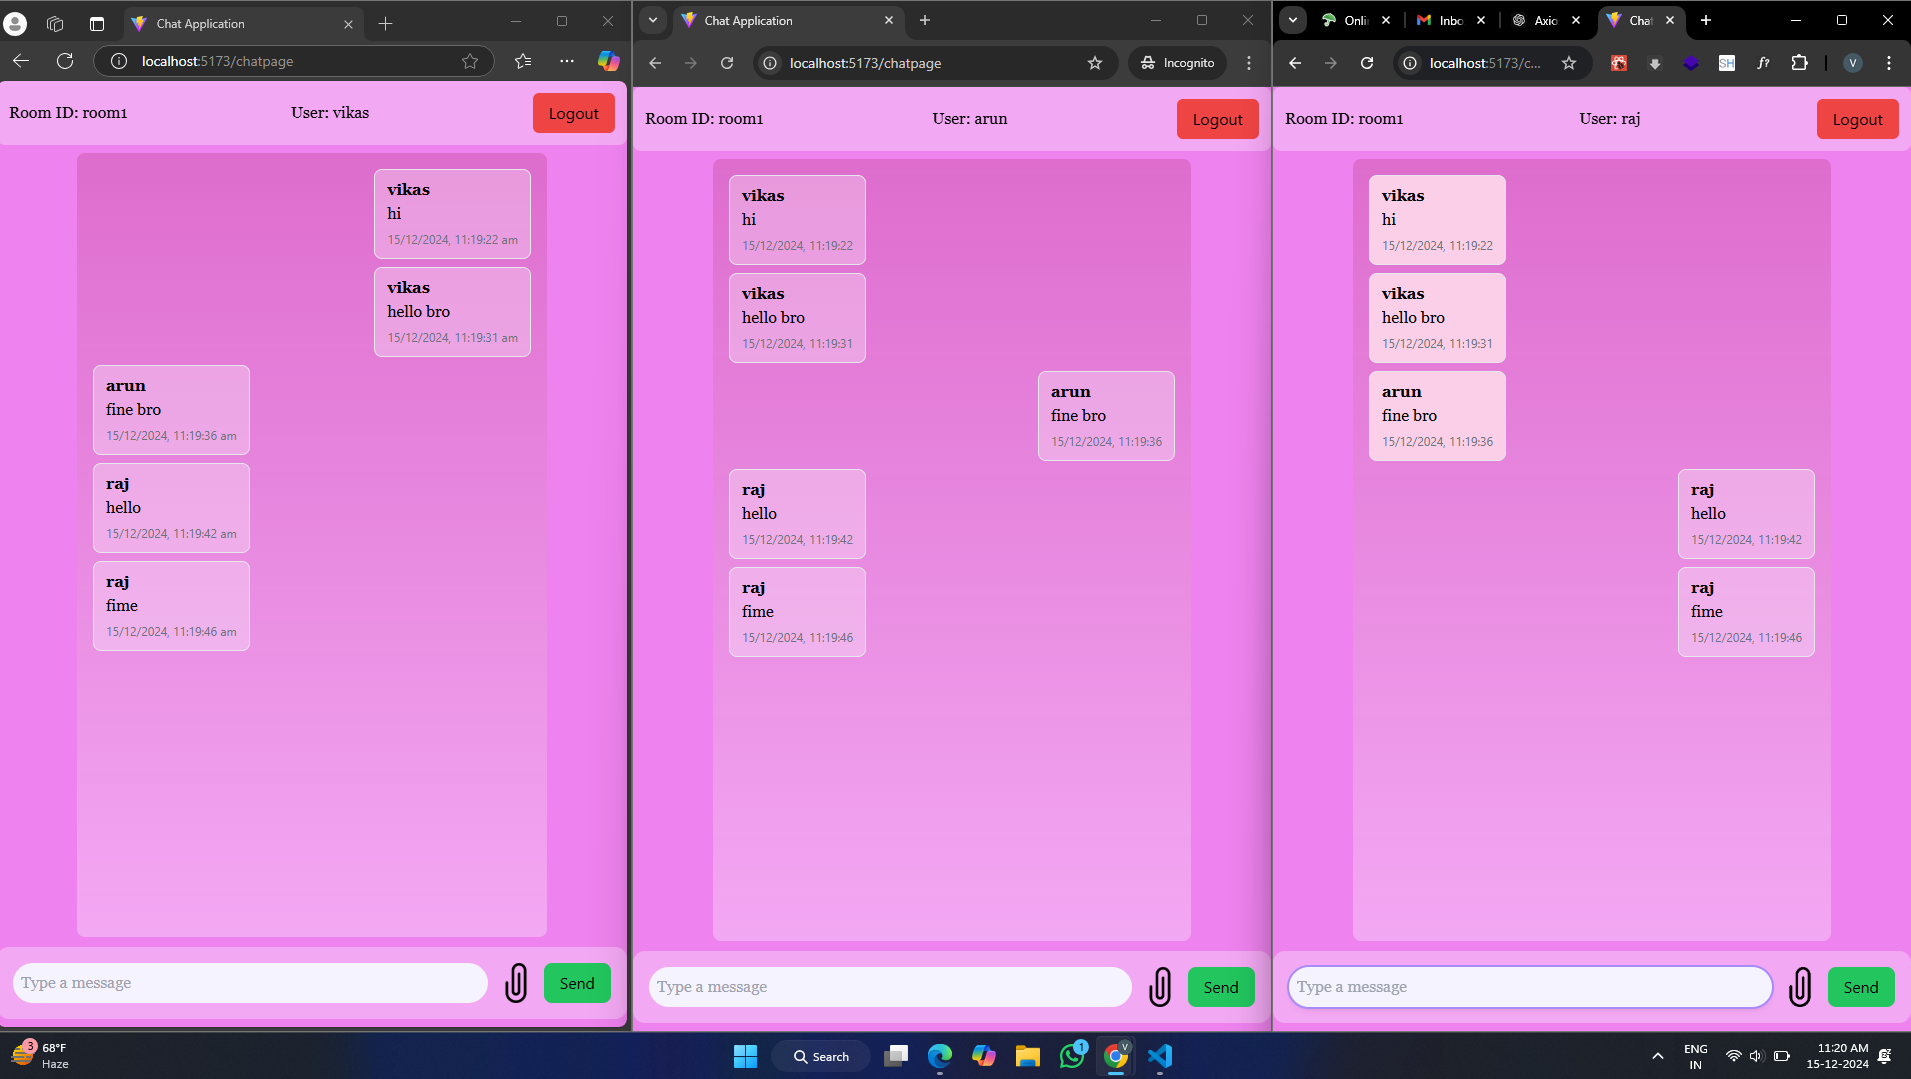 Chat Application
localhost:5173/chatpage
Room ID: room1
User: vikas
Logout
vikas
hi
15/12/2024, 11:19:22 am
vikas
hello bro
15/12/2024, 11:19:31 am
arun
fine bro
15/12/2024, 11:19:36 am
raj
hello
15/12/2024, 11:19:42 am
raj
fime
15/12/2024, 11:19:46 am
Type a message
Send
Chat Application
localhost:5173/chatpage
Incognito
Room ID: room1
User: arun
Logout
vikas
hi
15/12/2024, 11:19:22
vikas
hello bro
15/12/2024, 11:19:31
arun
fine bro
15/12/2024, 11:19:36
raj
hello
15/12/2024, 11:19:42
raj
fime
15/12/2024, 11:19:46
Type a message
Send
Onli
Inbo
Axio
Cha
localhost:5173/c...
SH
f?
V
Room ID: room1
User: raj
Logout
vikas
hi
15/12/2024, 11:19:22
vikas
hello bro
15/12/2024, 11:19:31
arun
fine bro
15/12/2024, 11:19:36
raj
hello
15/12/2024, 11:19:42
raj
fime
15/12/2024, 11:19:46
Type a message
Send
3
68°F
Haze
Search
1
V
ENG
IN
11:20 AM
15-12-2024